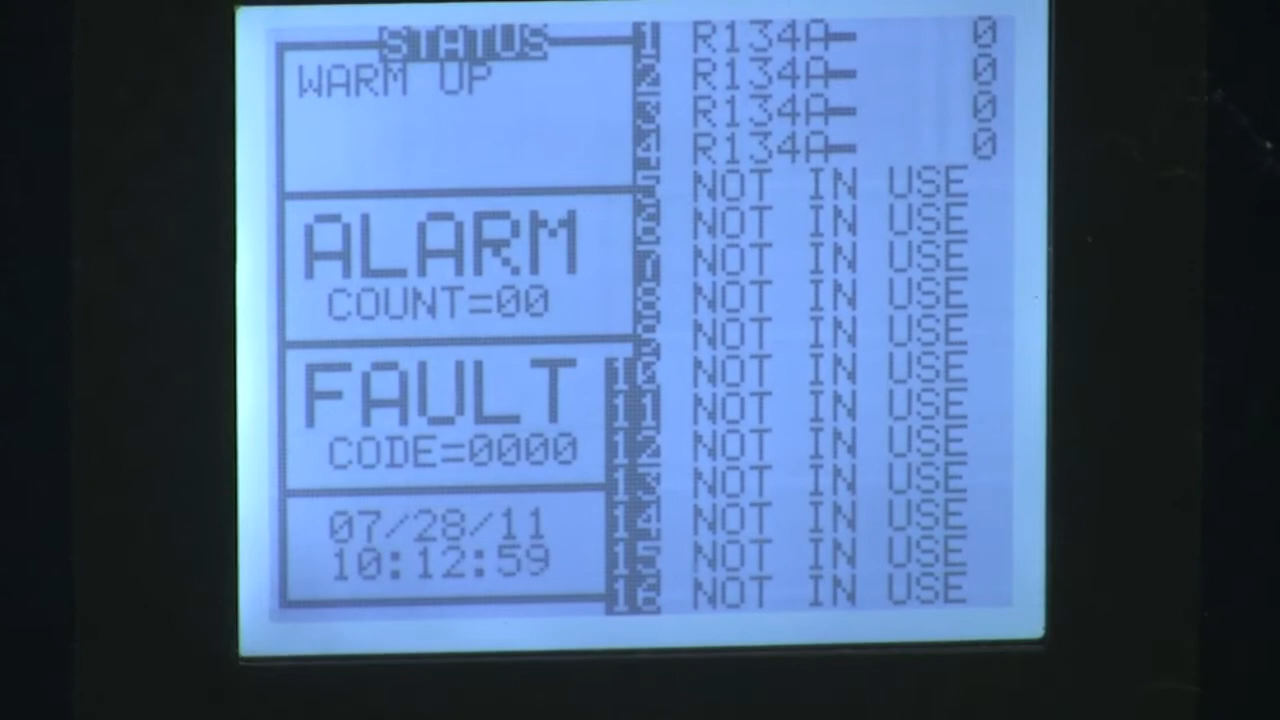 STATUS
WARM UP
ALARM
COUNT=00
FAULT
CODE=0000
07/28/11
10:12:59
1 R134A- 0
2 R134A- 0
3 R134A- 0
4 R134A- 0
5 NOT IN USE
6 NOT IN USE
7 NOT IN USE
8 NOT IN USE
9 NOT IN USE
10 NOT IN USE
11 NOT IN USE
12 NOT IN USE
13 NOT IN USE
14 NOT IN USE
15 NOT IN USE
16 NOT IN USE